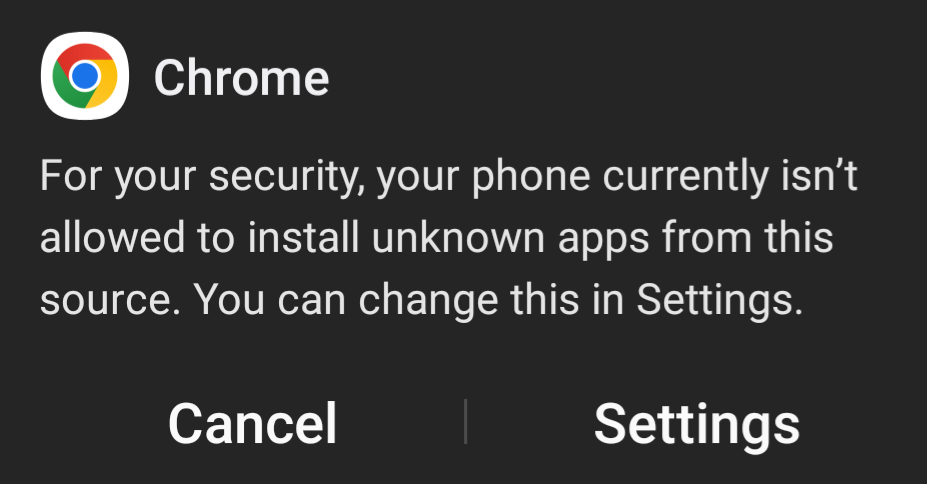 Chrome
For your security, your phone currently isn’t
allowed to install unknown apps from this
source. You can change this in Settings.
Cancel
Settings